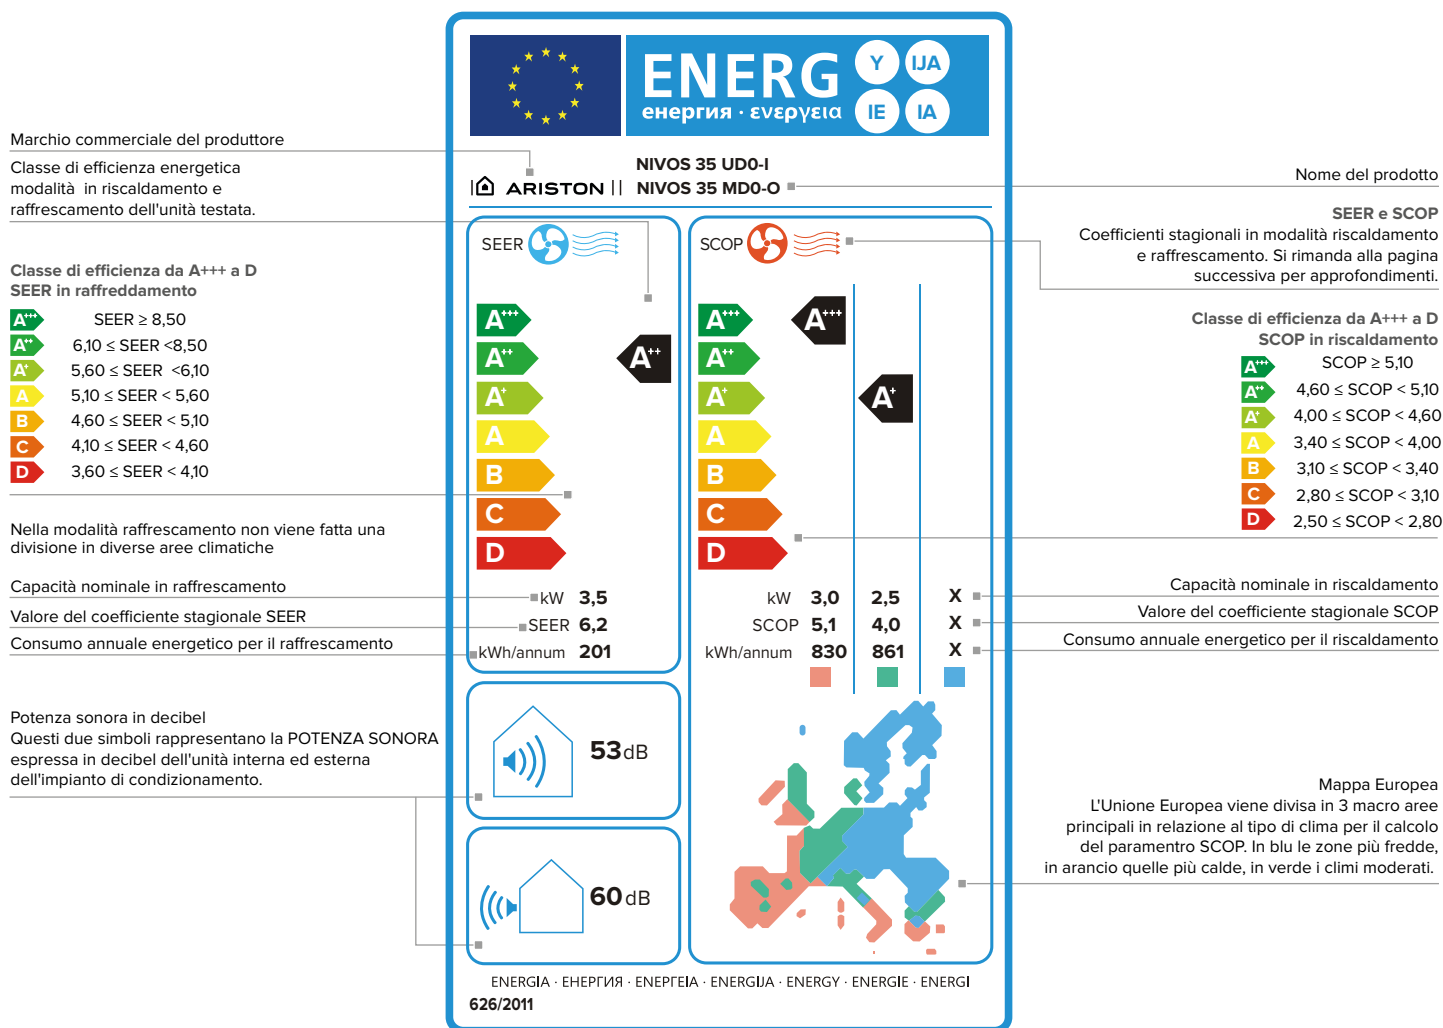 ENERG
енергия · ενεργεια
Y
IJA
IE
IA
Marchio commerciale del produttore
Classe di efficienza energetica
modalità in riscaldamento e
raffrescamento dell'unità testata.
ARISTON
NIVOS 35 UD0-I
NIVOS 35 MD0-O
Nome del prodotto
SEER e SCOP
Coefficienti stagionali in modalità riscaldamento
e raffrescamento. Si rimanda alla pagina
successiva per approfondimenti.
Classe di efficienza da A+++ a D
SEER in raffreddamento
A+++ SEER ≥ 8,50
A++ 6,10 ≤ SEER <8,50
A+ 5,60 ≤ SEER <6,10
A 5,10 ≤ SEER < 5,60
B 4,60 ≤ SEER < 5,10
C 4,10 ≤ SEER < 4,60
D 3,60 ≤ SEER < 4,10
Nella modalità raffrescamento non viene fatta una
divisione in diverse aree climatiche
Capacità nominale in raffrescamento
Valore del coefficiente stagionale SEER
Consumo annuale energetico per il raffrescamento
SEER
A+++
A++
A+
A
B
C
D
A++
kW 3,5
SEER 6,2
kWh/annum 201
SCOP
A+++
A++
A+
A
B
C
D
A+++
A+
kW 3,0 2,5 X
SCOP 5,1 4,0 X
kWh/annum 830 861 X
Classe di efficienza da A+++ a D
SCOP in riscaldamento
A+++ SCOP ≥ 5,10
A++ 4,60 ≤ SCOP < 5,10
A+ 4,00 ≤ SCOP < 4,60
A 3,40 ≤ SCOP < 4,00
B 3,10 ≤ SCOP < 3,40
C 2,80 ≤ SCOP < 3,10
D 2,50 ≤ SCOP < 2,80
Capacità nominale in riscaldamento
Valore del coefficiente stagionale SCOP
Consumo annuale energetico per il riscaldamento
Potenza sonora in decibel
Questi due simboli rappresentano la POTENZA SONORA
espressa in decibel dell'unità interna ed esterna
dell'impianto di condizionamento.
53 dB
60 dB
Mappa Europea
L'Unione Europea viene divisa in 3 macro aree
principali in relazione al tipo di clima per il calcolo
del paramentro SCOP. In blu le zone più fredde,
in arancio quelle più calde, in verde i climi moderati.
ENERGIA · ЕНЕРГИЯ · ΕΝΕΡΓΕΙΑ · ENERGIJA · ENERGY · ENERGIE · ENERGI
626/2011